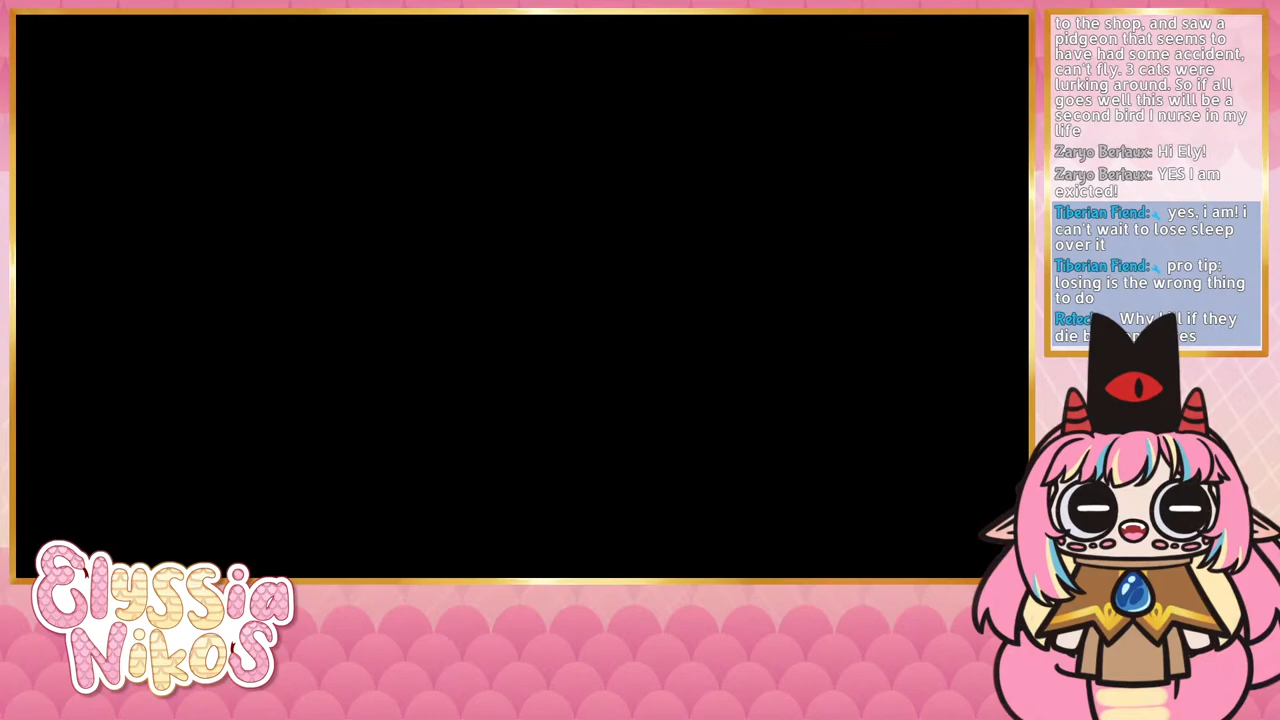 to the shop, and saw a
pidgeon that seems to
have had some accident,
can't fly. 3 cats were
lurking around. So if all
goes well this will be a
second bird I nurse in my
life
Zaryo Berlaux: Hi Ely!
Zaryo Berlaux: YES I am
exicted!
Tiberian Fiend: yes, i am! i
can't wait to lose sleep
over it
Tiberian Fiend: pro tip:
losing is the wrong thing
to do
Why if they
die
Elyssia
Nikos